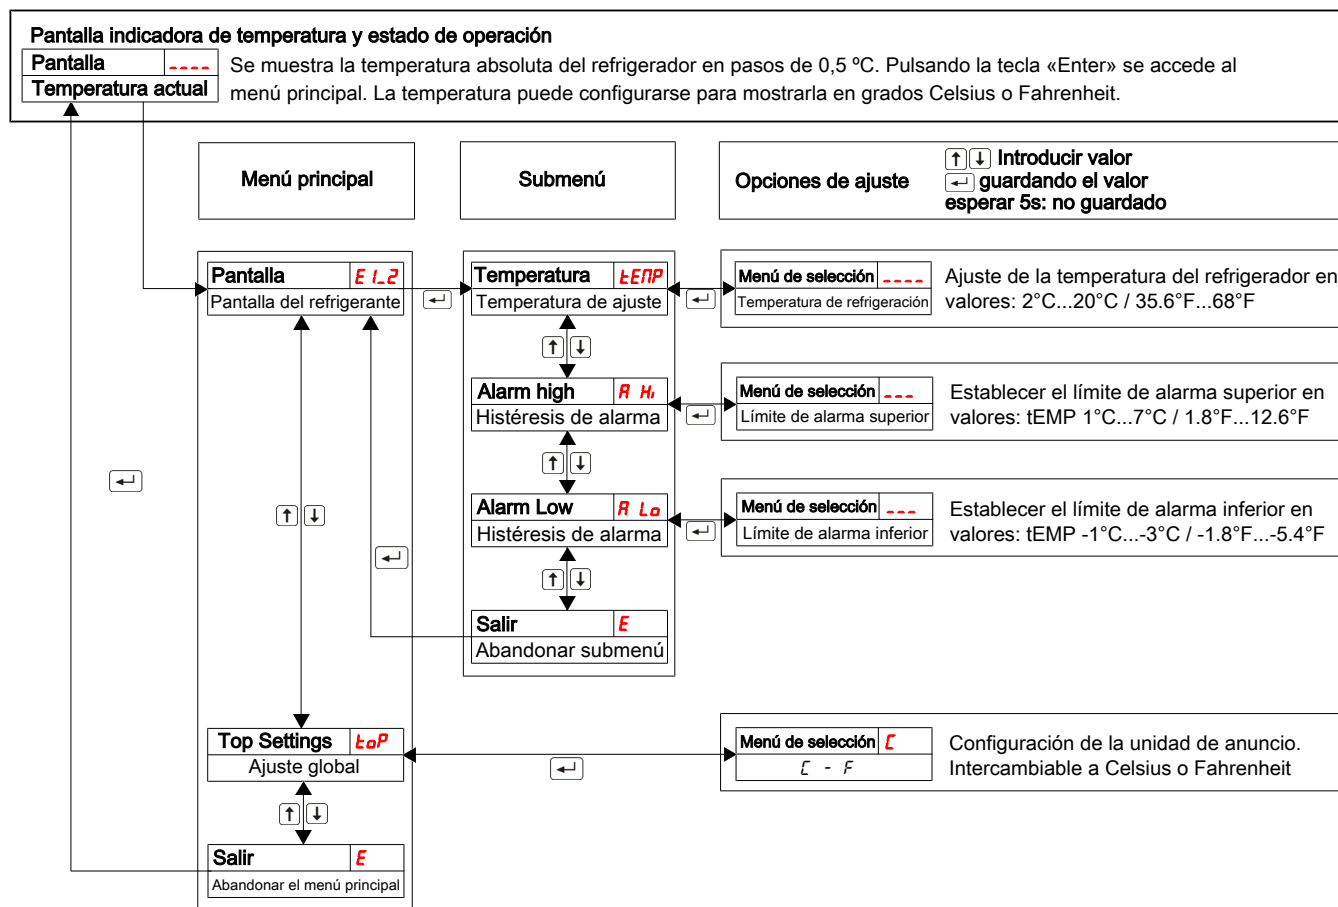 Pantalla indicadora de temperatura y estado de operación
Pantalla ----
Temperatura actual
Se muestra la temperatura absoluta del refrigerador en pasos de 0,5 ºC. Pulsando la tecla «Enter» se accede al
menú principal. La temperatura puede configurarse para mostrarla en grados Celsius o Fahrenheit.
Menú principal
Submenú
Opciones de ajuste
↑ ↓ Introducir valor
↵ guardando el valor
esperar 5s: no guardado
Pantalla E1_2
Pantalla del refrigerante
↵
Temperatura tEMP
Temperatura de ajuste
↵
Menú de selección ----
Temperatura de refrigeración
Ajuste de la temperatura del refrigerador en
valores: 2°C...20°C / 35.6°F...68°F
↑ ↓
Alarm high A Hi
Histéresis de alarma
↵
Menú de selección ---
Límite de alarma superior
Establecer el límite de alarma superior en
valores: tEMP 1°C...7°C / 1.8°F...12.6°F
↑ ↓
↵
Alarm Low A Lo
Histéresis de alarma
↵
Menú de selección ---
Límite de alarma inferior
Establecer el límite de alarma inferior en
valores: tEMP -1°C...-3°C / -1.8°F...-5.4°F
↑ ↓
↵
↑ ↓
Salir E
Abandonar submenú
Top Settings toP
Ajuste global
↵
Menú de selección C
C - F
Configuración de la unidad de anuncio.
Intercambiable a Celsius o Fahrenheit
↑ ↓
Salir E
Abandonar el menú principal